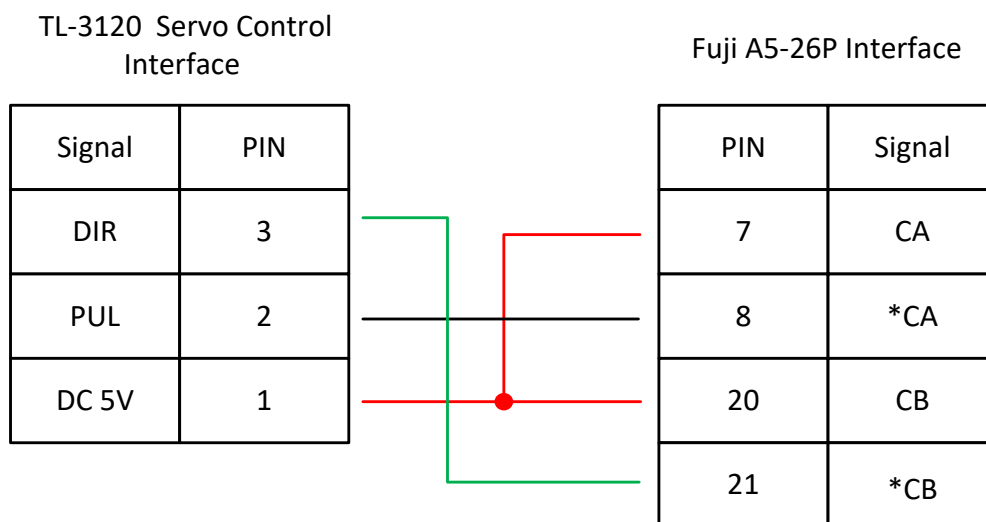 TL-3120 Servo Control
Interface
Signal PIN
DIR 3
PUL 2
DC 5V 1
Fuji A5-26P Interface
PIN Signal
7 CA
8 *CA
20 CB
21 *CB